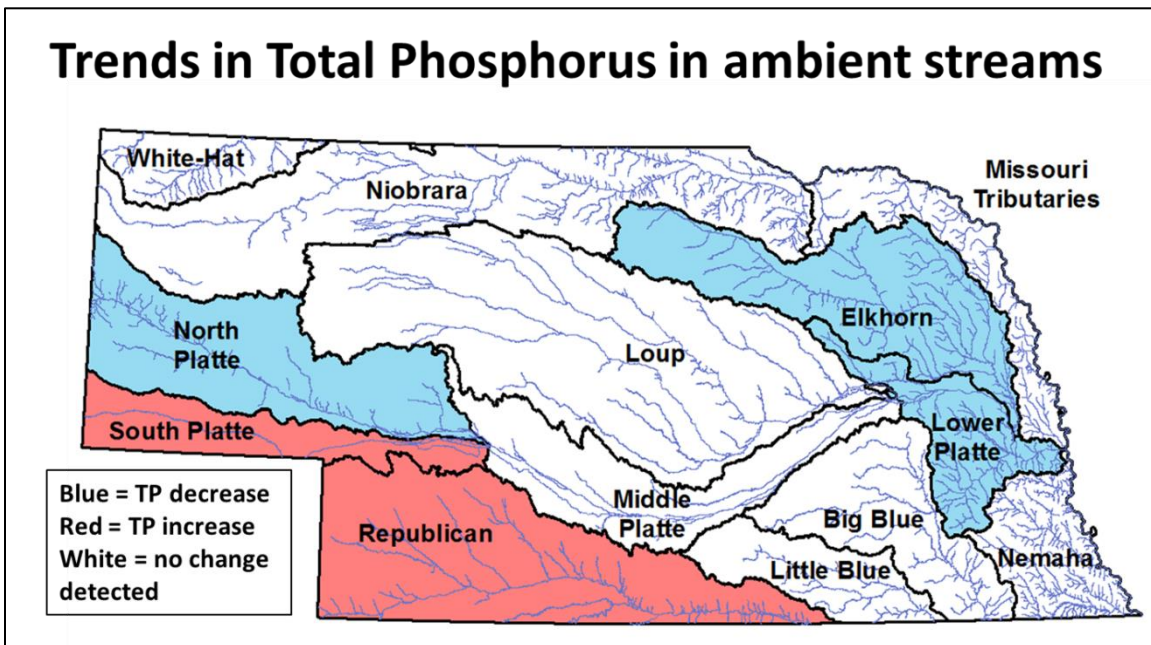 Trends in Total Phosphorus in ambient streams
White-Hat
Niobrara
Missouri
Tributaries
North
Platte
Elkhorn
Loup
South Platte
Lower
Platte
Blue = TP decrease
Red = TP increase
White = no change
detected
Republican
Middle
Platte
Big Blue
Little Blue
Nemaha